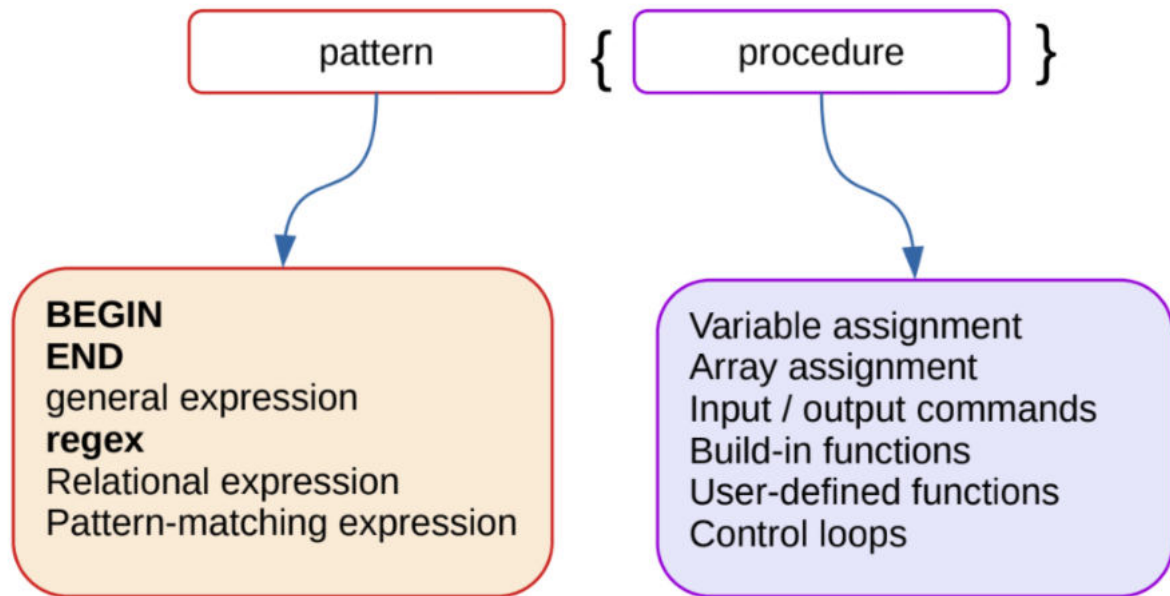 pattern { procedure }
BEGIN
END
general expression
regex
Relational expression
Pattern-matching expression
Variable assignment
Array assignment
Input / output commands
Build-in functions
User-defined functions
Control loops